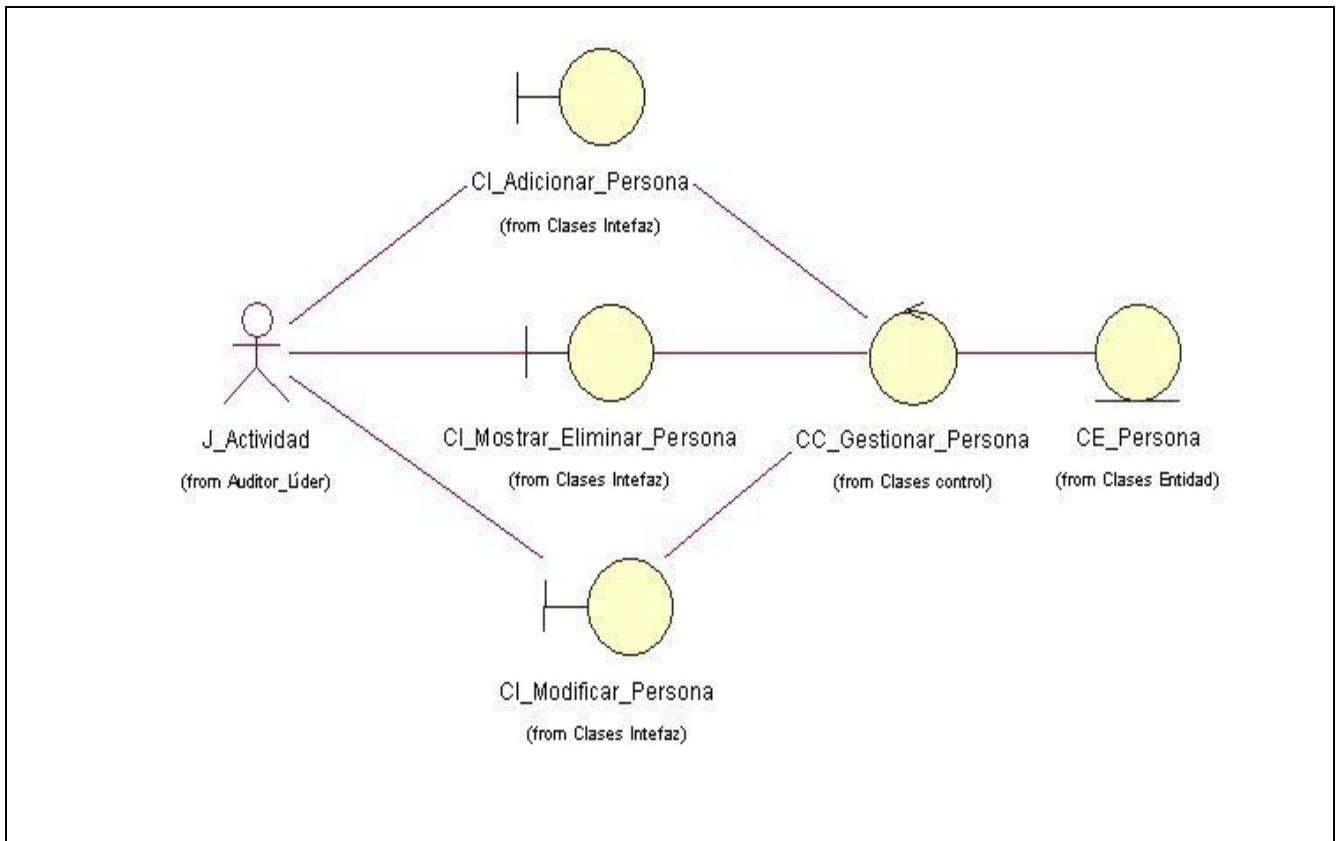 CI_Adicionar_Persona
(from Clases Intefaz)
J_Actividad
(from Auditor_Líder)
CI_Mostrar_Eliminar_Persona
(from Clases Intefaz)
CC_Gestionar_Persona
(from Clases control)
CE_Persona
(from Clases Entidad)
CI_Modificar_Persona
(from Clases Intefaz)